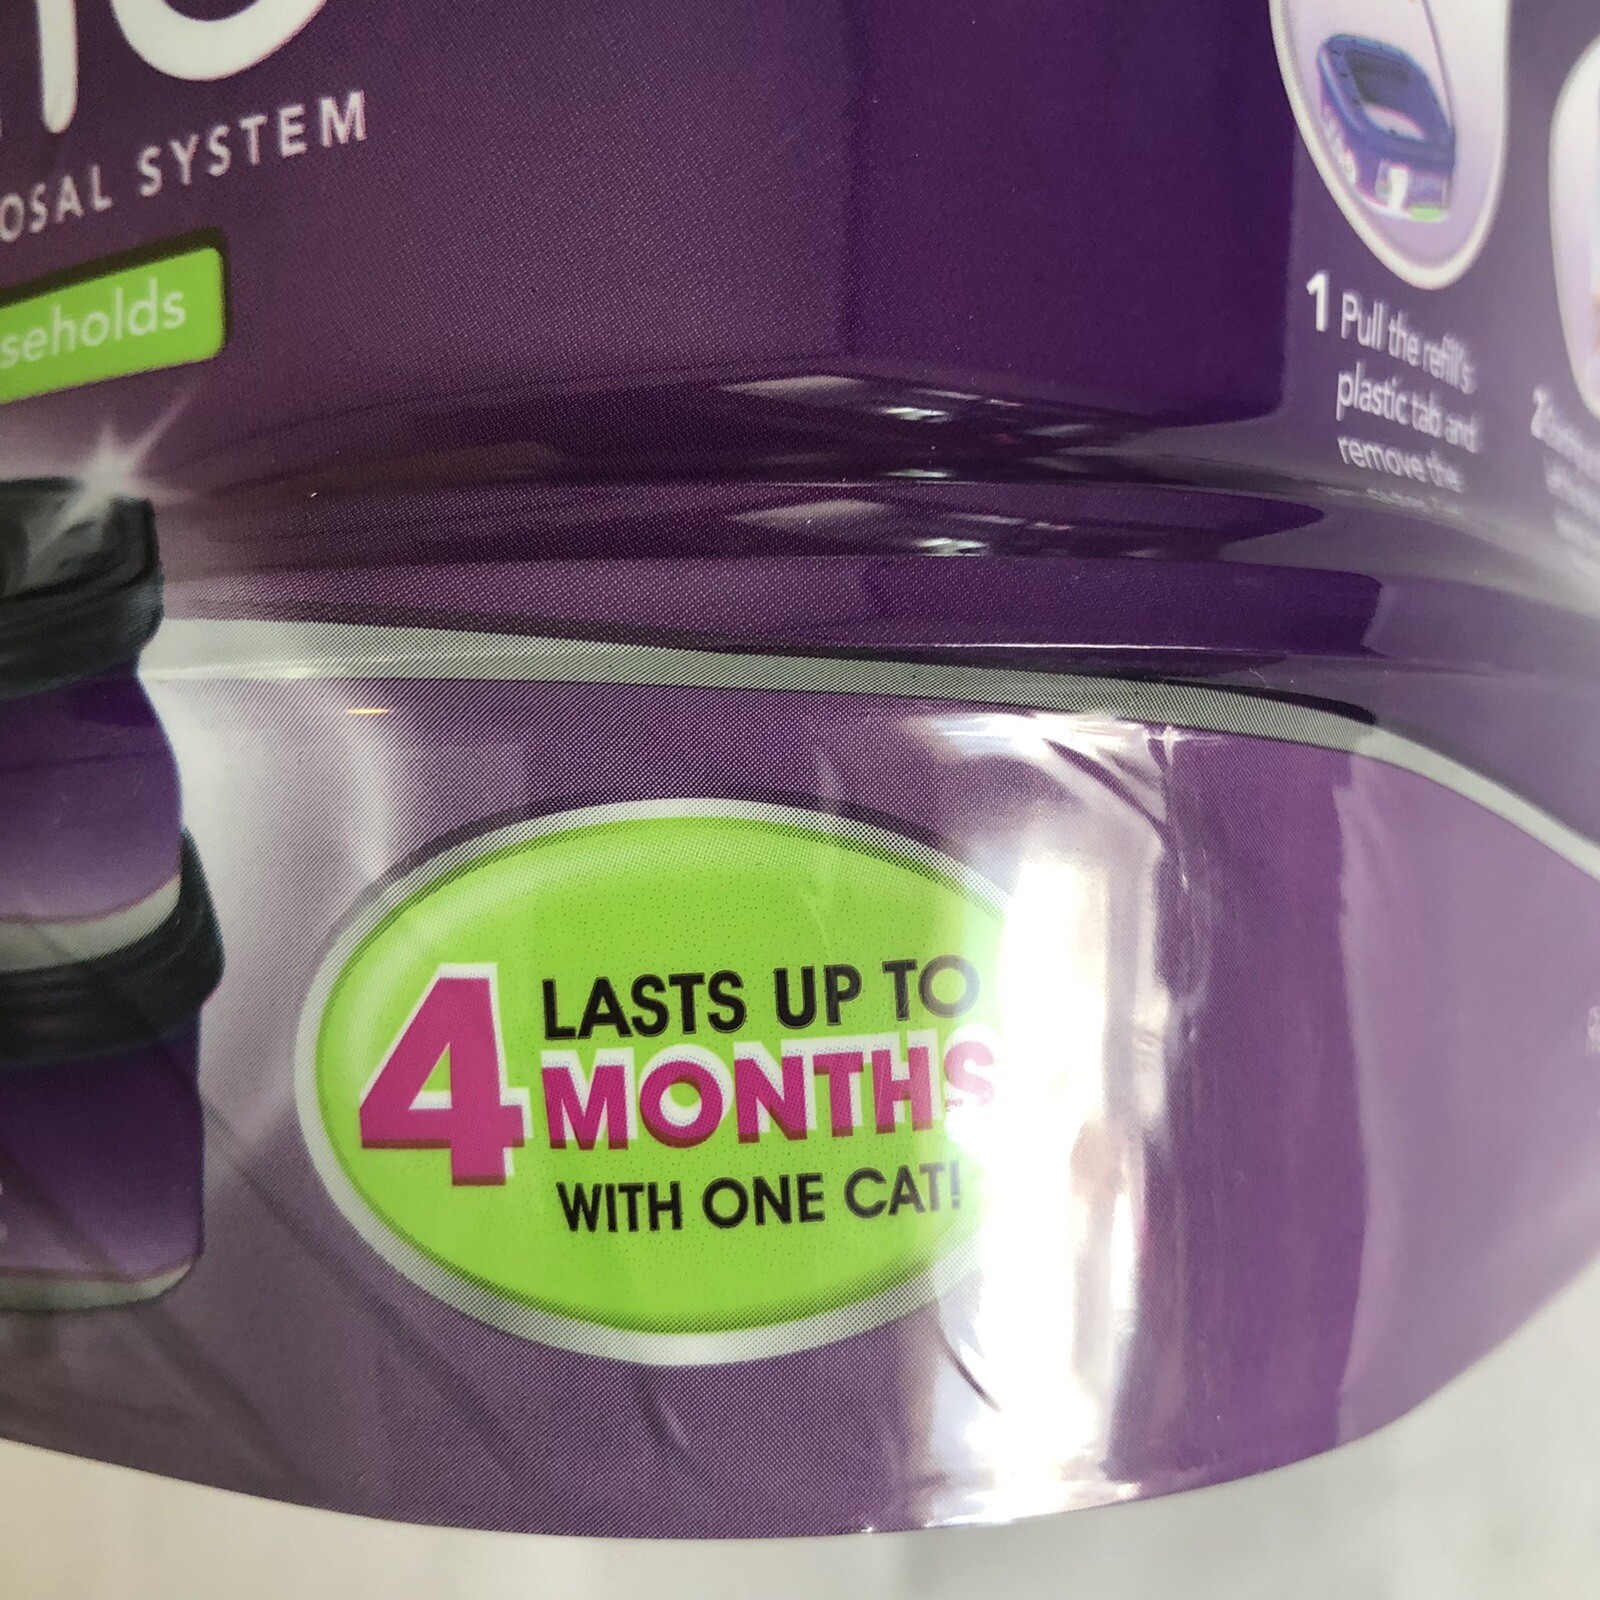 OSAL SYSTEM
seholds
1 Pull the refill's
plastic tab and
remove the
2
4 LASTS UP TO
MONTHS
WITH ONE CAT!